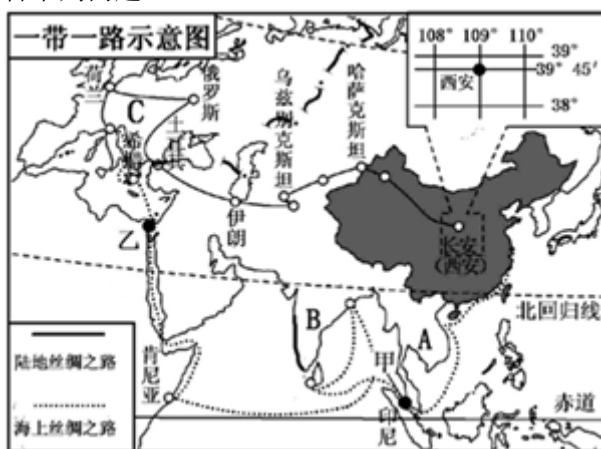 一带一路示意图
108° 109° 110°
39°
39° 45′
西安
38°
荷兰
C
俄罗斯
土耳其
希腊
乌兹别克斯坦
哈萨克斯坦
伊朗
乙
长安
(西安)
北回归线
B
A
甲
肯尼亚
印尼
赤道
陆地丝绸之路
海上丝绸之路